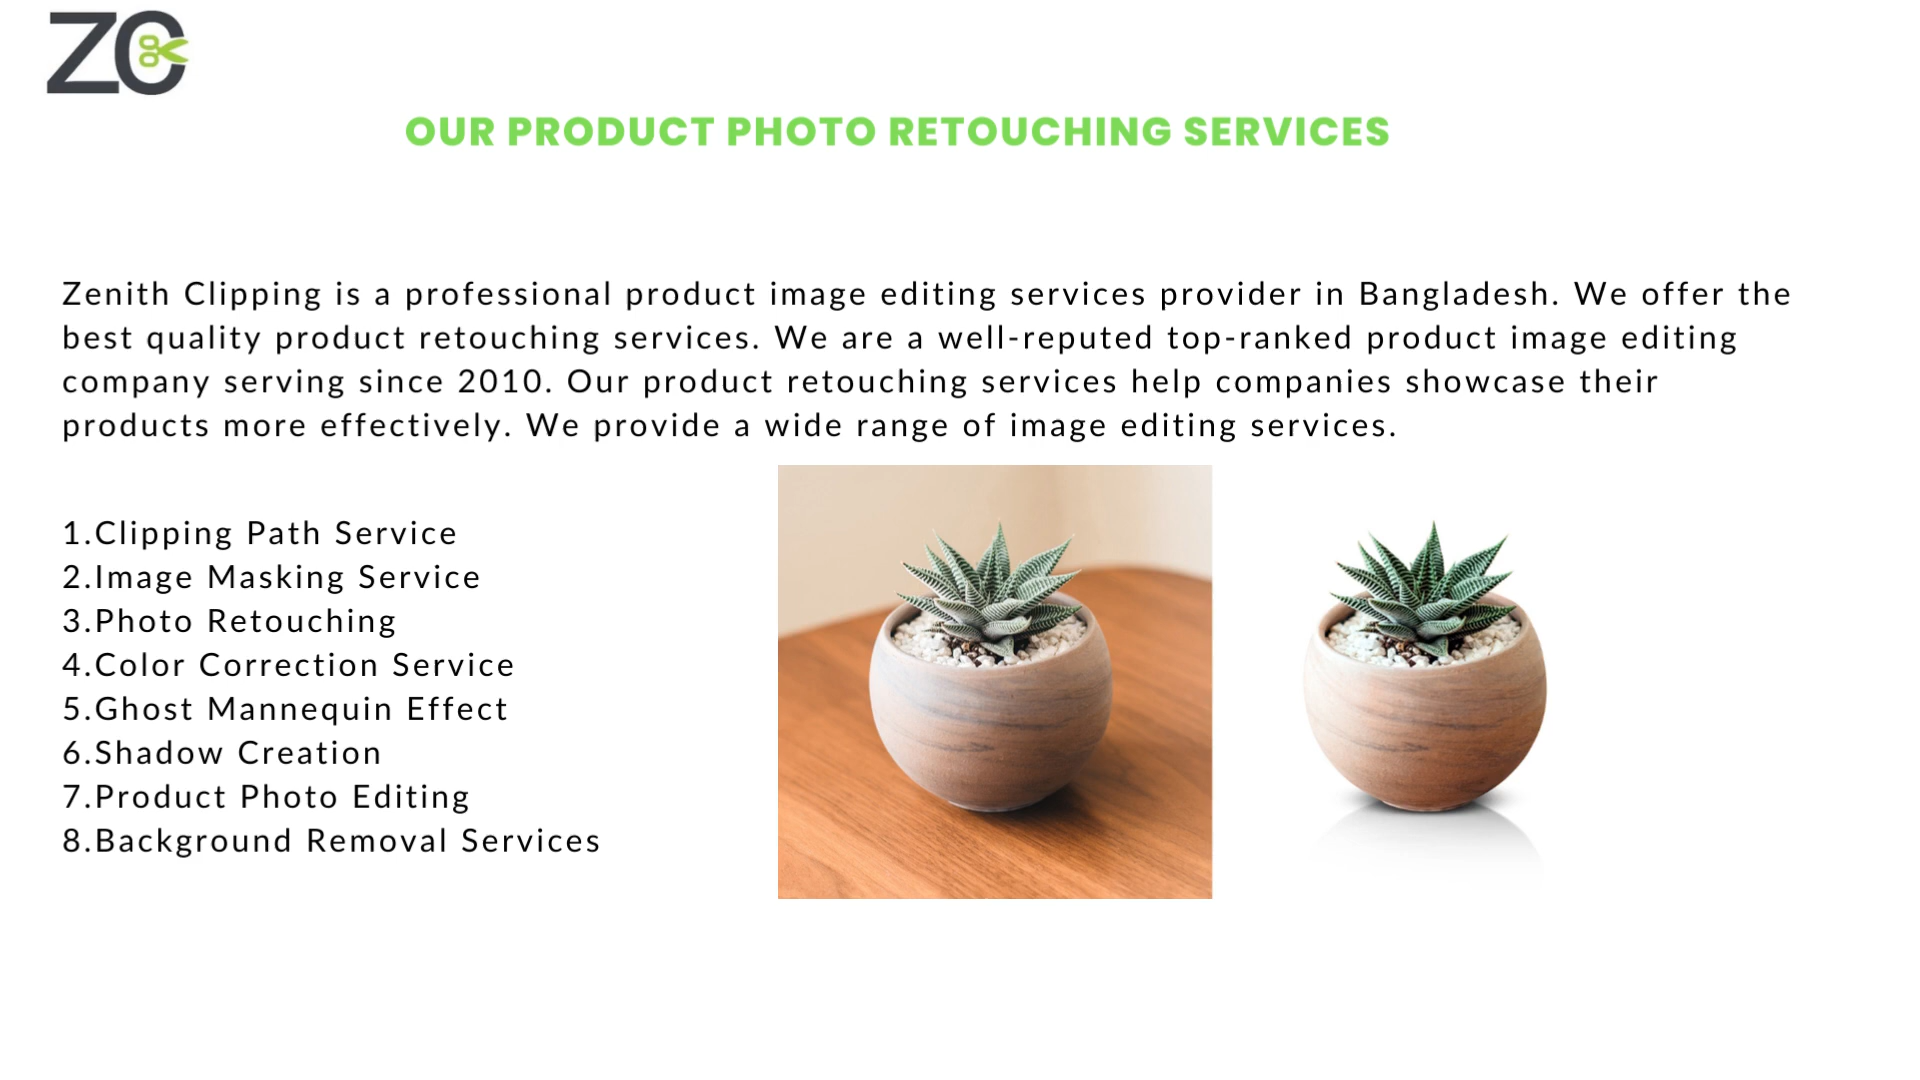 ZC
OUR PRODUCT PHOTO RETOUCHING SERVICES
Zenith Clipping is a professional product image editing services provider in Bangladesh. We offer the
best quality product retouching services. We are a well-reputed top-ranked product image editing
company serving since 2010. Our product retouching services help companies showcase their
products more effectively. We provide a wide range of image editing services.
1.Clipping Path Service
2.Image Masking Service
3.Photo Retouching
4.Color Correction Service
5.Ghost Mannequin Effect
6.Shadow Creation
7.Product Photo Editing
8.Background Removal Services